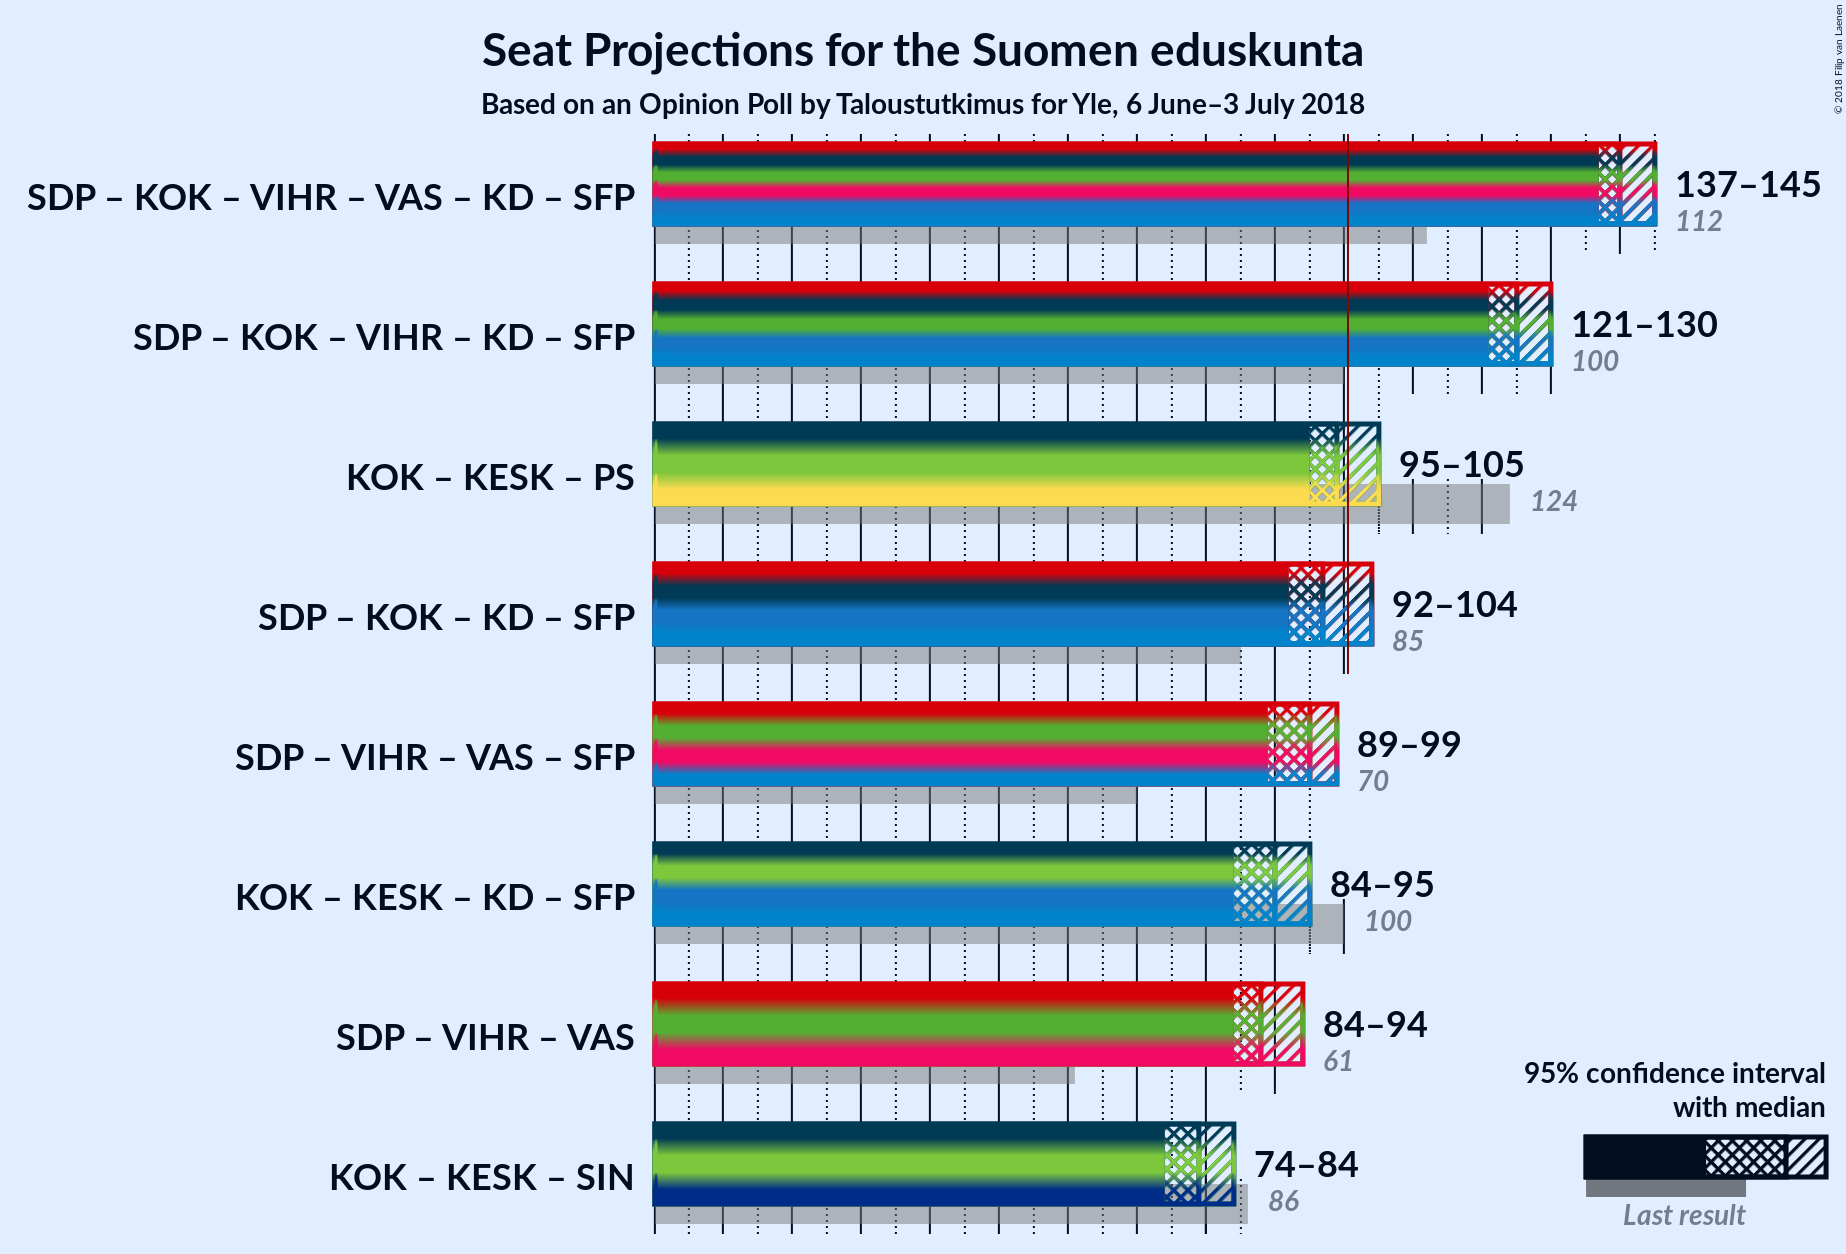 Seat Projections for the Suomen eduskunta
Based on an Opinion Poll by Taloustutkimus for Yle, 6 June–3 July 2018
© 2018 Filip van Laenen
SDP – KOK – VIHR – VAS – KD – SFP
137–145
112
SDP – KOK – VIHR – KD – SFP
121–130
100
KOK – KESK – PS
95–105
124
SDP – KOK – KD – SFP
92–104
85
SDP – VIHR – VAS – SFP
89–99
70
KOK – KESK – KD – SFP
84–95
100
SDP – VIHR – VAS
84–94
61
KOK – KESK – SIN
74–84
86
95% confidence interval
with median
Last result